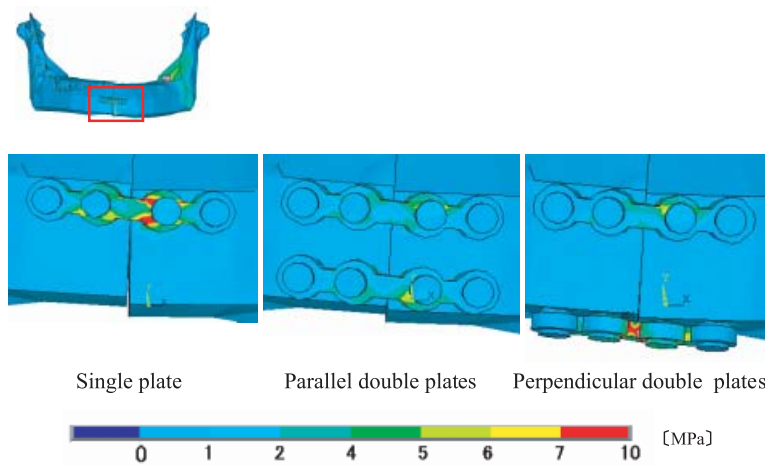 Y
X
Y
X
Single plate
Parallel double plates
Perpendicular double plates
0 1 2 4 5 6 7 10 〔MPa〕